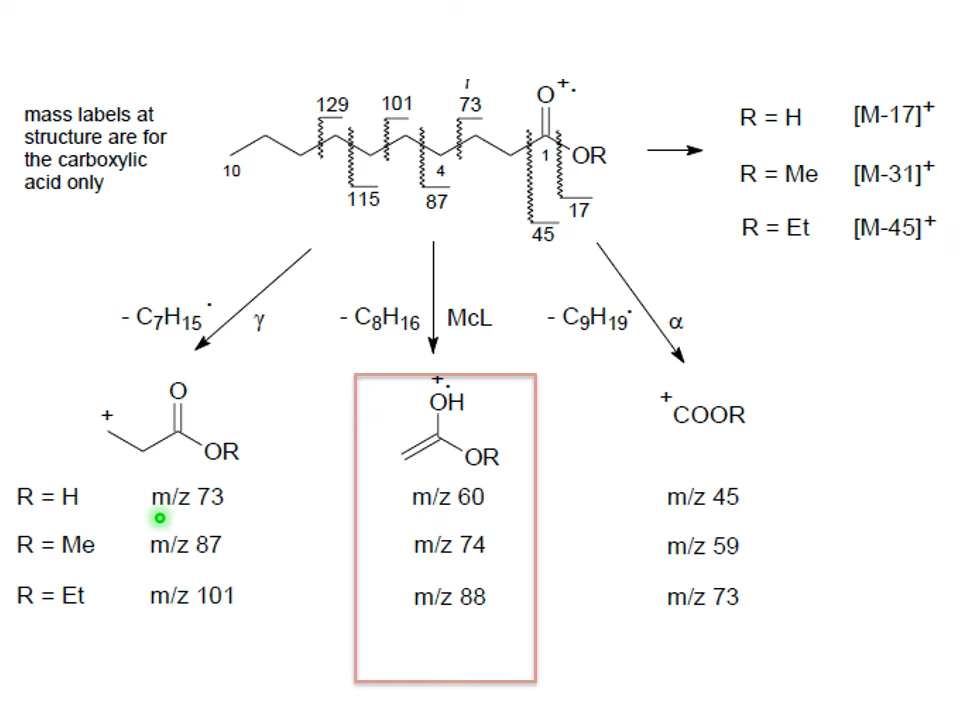 mass labels at
structure are for
the carboxylic
acid only
129 101 73
O+.
10 4 1 OR
115 87 17
45
R = H [M-17]+
R = Me [M-31]+
R = Et [M-45]+
- C7H15. γ
- C8H16 McL
- C9H19. α
+ O OR
+. OH OR
+COOR
R = H m/z 73 m/z 60 m/z 45
R = Me m/z 87 m/z 74 m/z 59
R = Et m/z 101 m/z 88 m/z 73